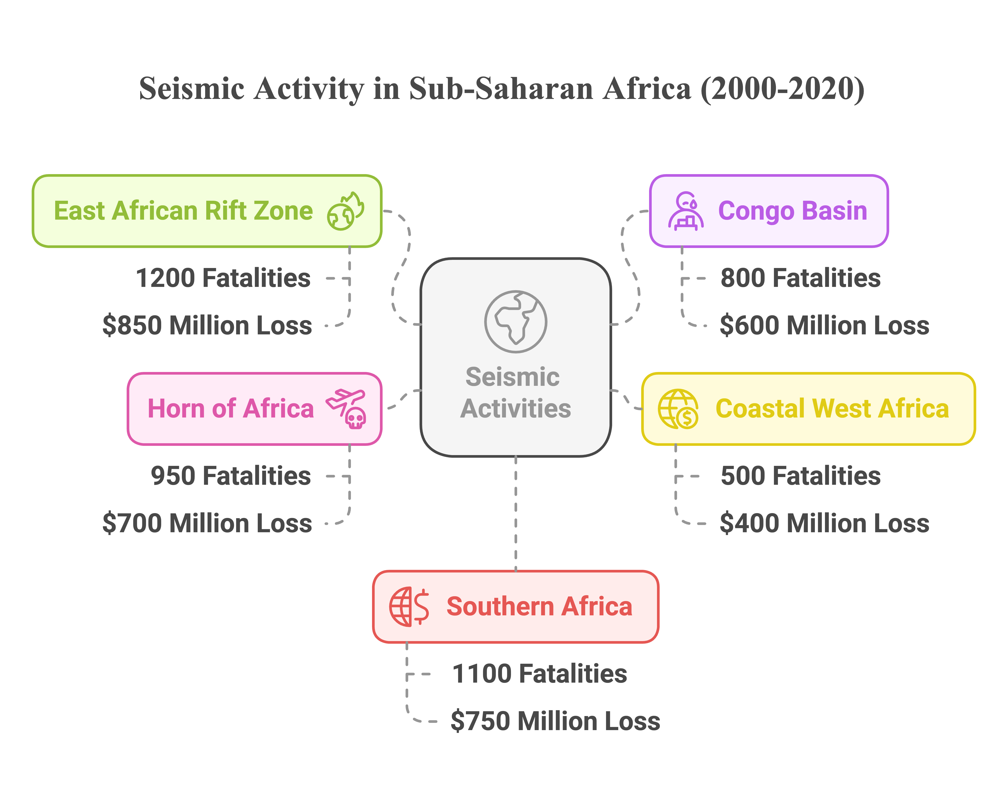 Seismic Activity in Sub-Saharan Africa (2000-2020)
East African Rift Zone
1200 Fatalities
$850 Million Loss
Congo Basin
800 Fatalities
$600 Million Loss
Seismic
Activities
Horn of Africa
950 Fatalities
$700 Million Loss
Coastal West Africa
500 Fatalities
$400 Million Loss
Southern Africa
1100 Fatalities
$750 Million Loss